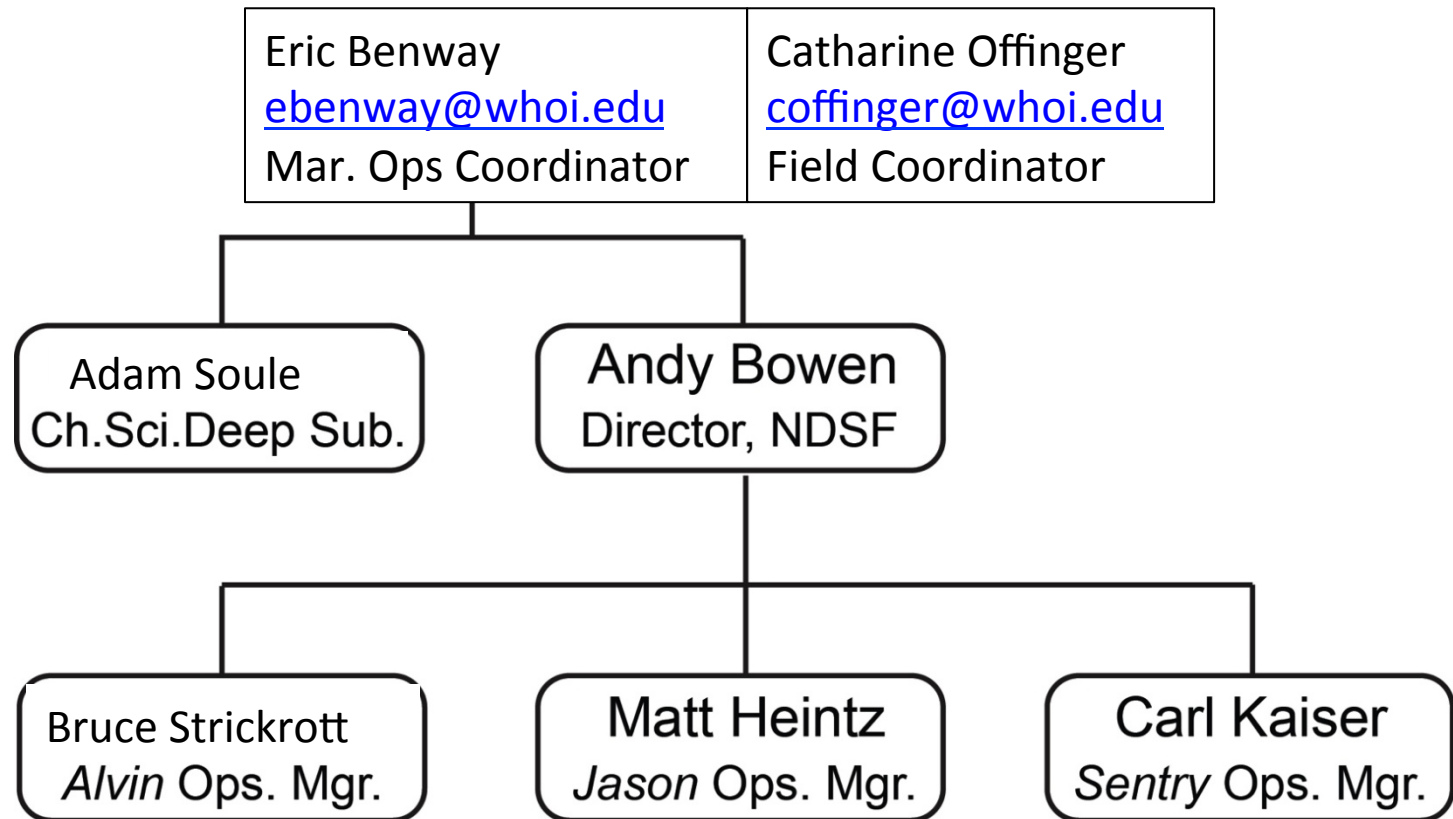 Eric Benway
ebenway@whoi.edu
Mar. Ops Coordinator
Catharine Offinger
coffinger@whoi.edu
Field Coordinator
Adam Soule
Ch.Sci.Deep Sub.
Andy Bowen
Director, NDSF
Bruce Strickrott
Alvin Ops. Mgr.
Matt Heintz
Jason Ops. Mgr.
Carl Kaiser
Sentry Ops. Mgr.